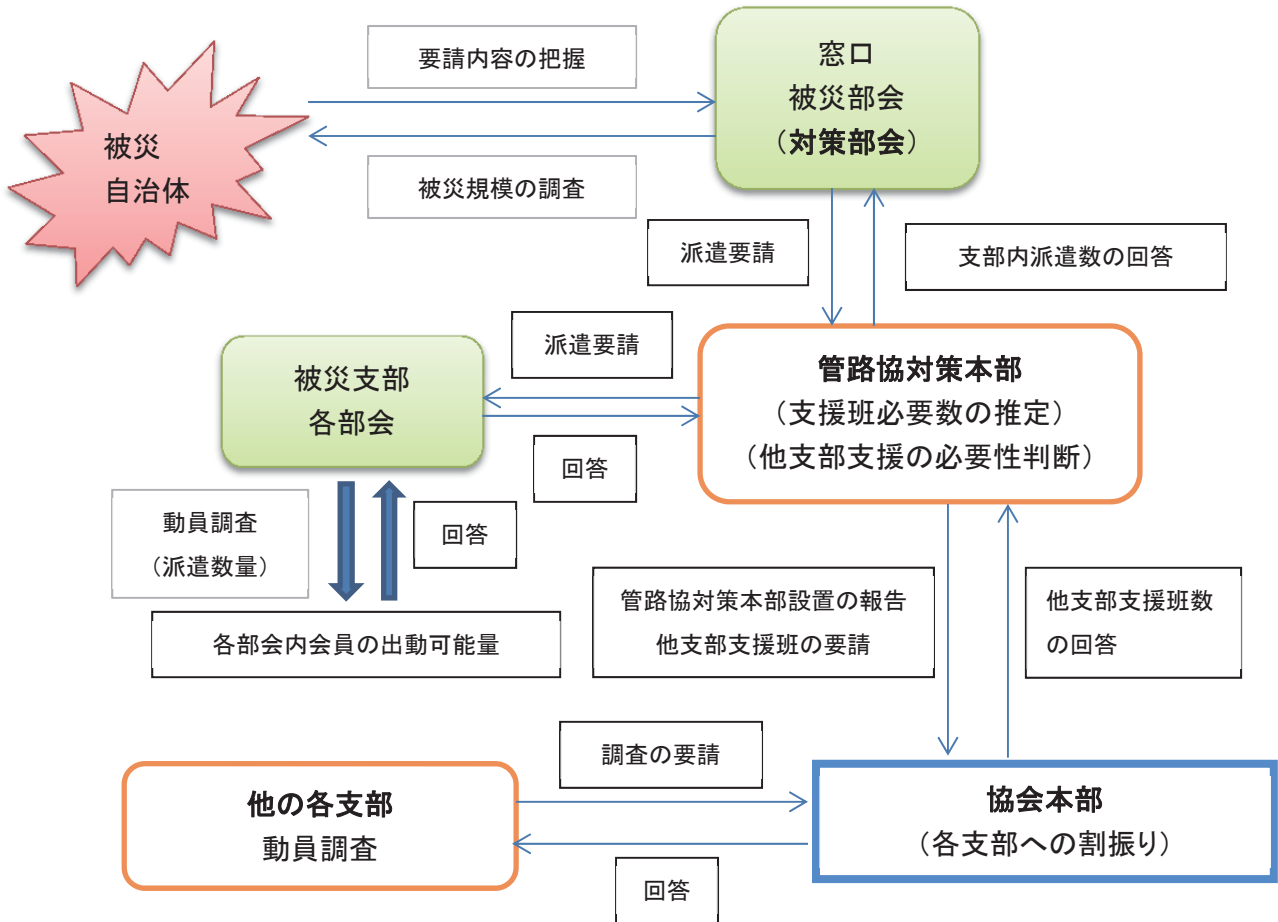 要請内容の把握
窓口
被災部会
（対策部会）
被災
自治体
被災規模の調査
派遣要請
支部内派遣数の回答
派遣要請
被災支部
各部会
管路協対策本部
（支援班必要数の推定）
（他支部支援の必要性判断）
回答
動員調査
（派遣数量）
回答
各部会内会員の出動可能量
管路協対策本部設置の報告
他支部支援班の要請
他支部支援班数
の回答
調査の要請
他の各支部
動員調査
協会本部
（各支部への割振り）
回答